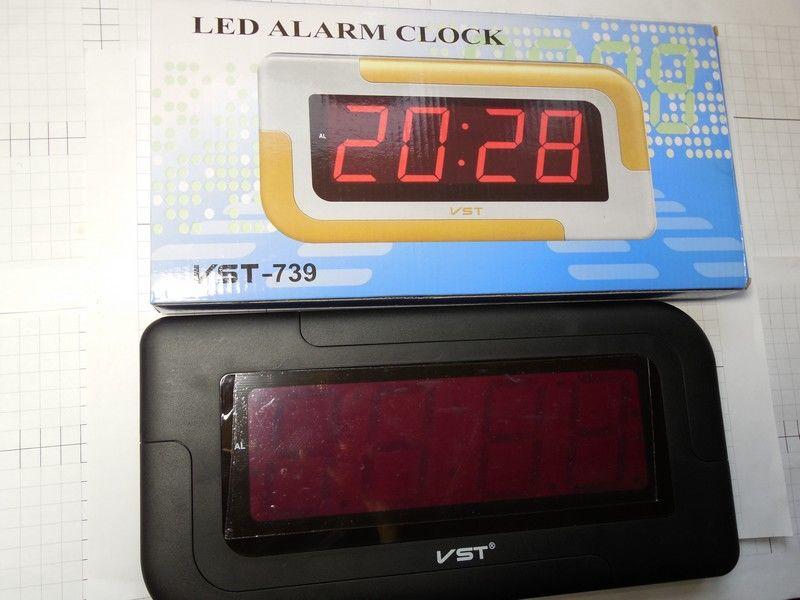 LED ALARM CLOCK
AL
20:28
VST
VST-739
AL
VST®